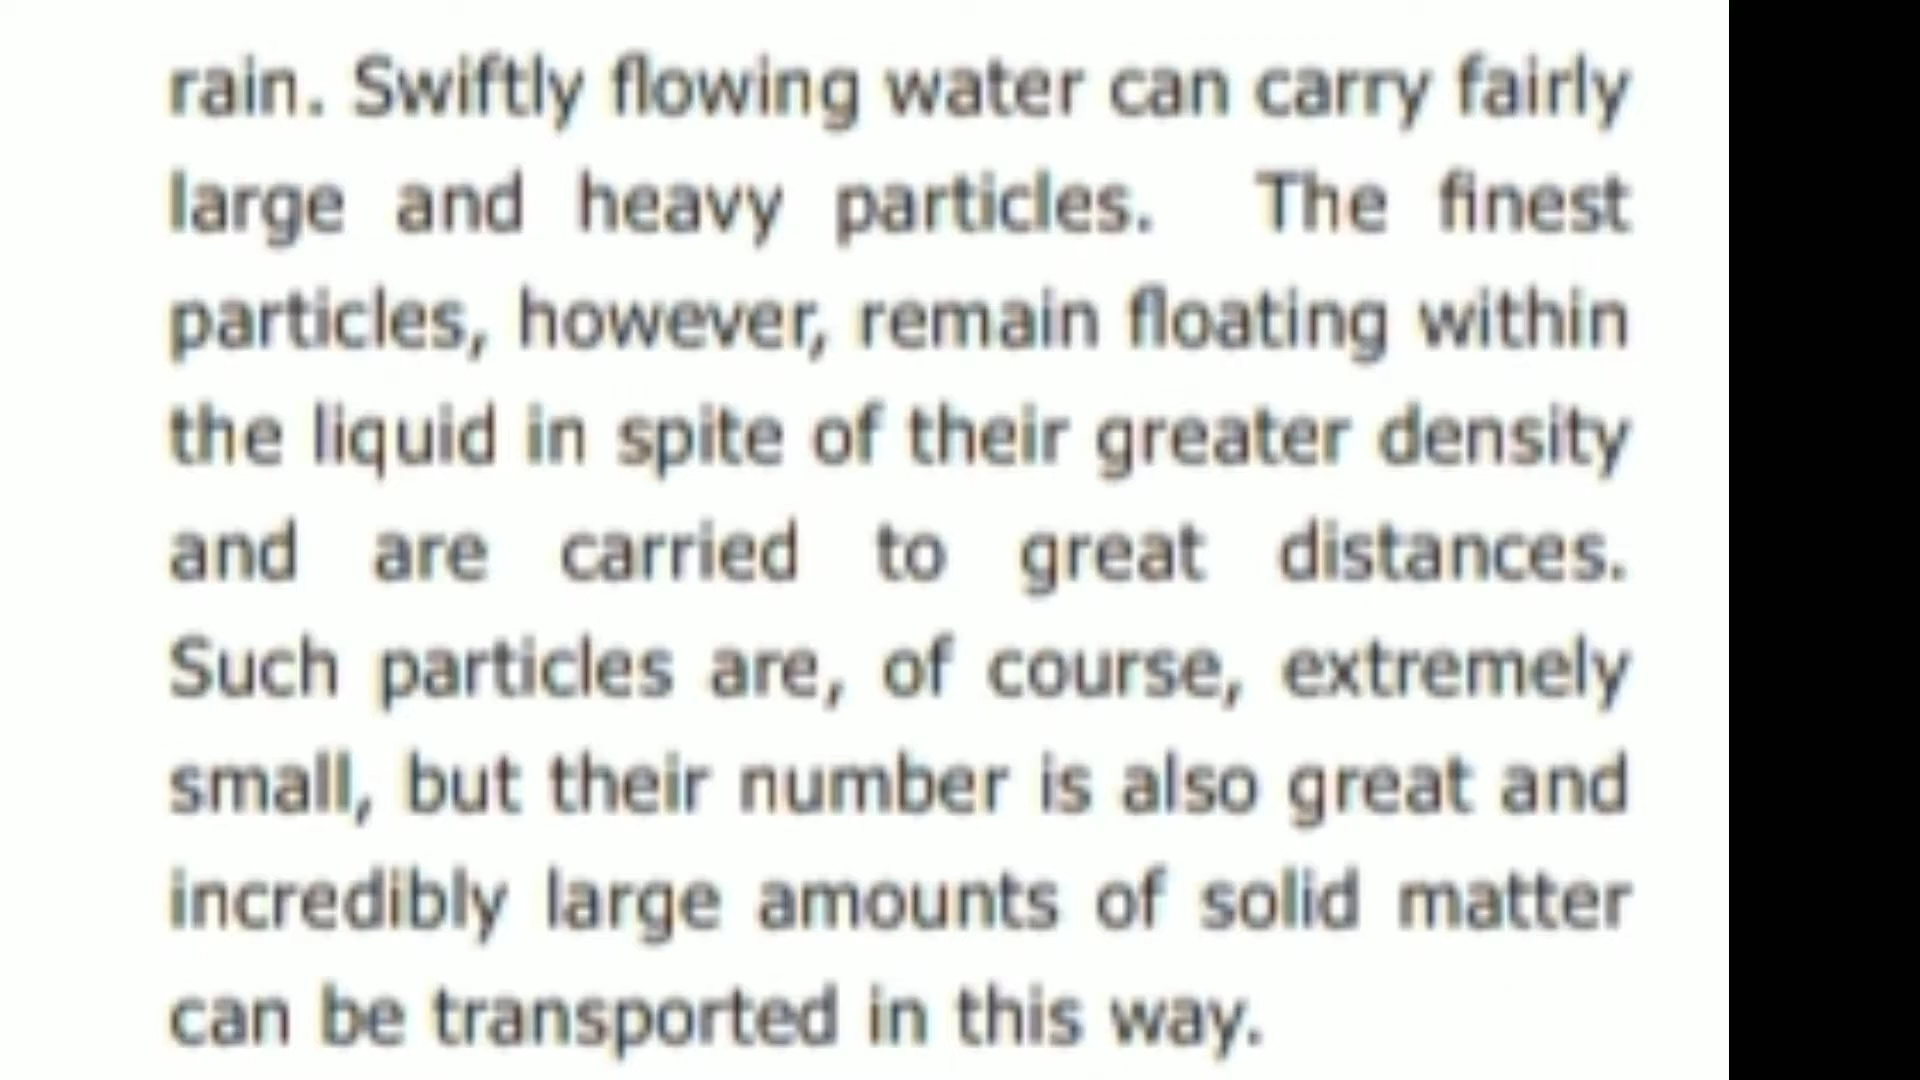 rain. Swiftly flowing water can carry fairly
large and heavy particles. The finest
particles, however, remain floating within
the liquid in spite of their greater density
and are carried to great distances.
Such particles are, of course, extremely
small, but their number is also great and
incredibly large amounts of solid matter
can be transported in this way.